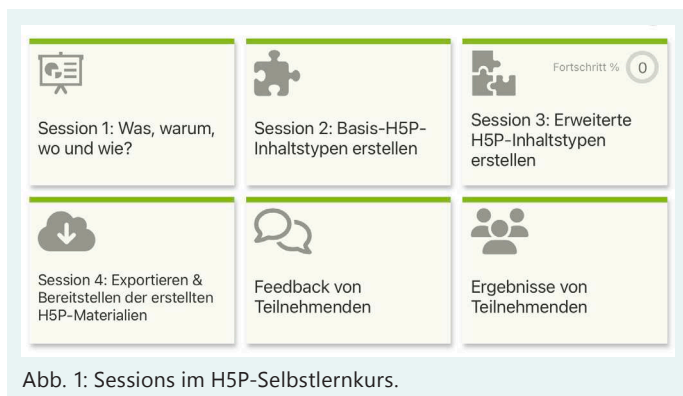 Session 1: Was, warum,
wo und wie?
Session 2: Basis-H5P-
Inhaltstypen erstellen
Fortschritt % 0
Session 3: Erweiterte
H5P-Inhaltstypen
erstellen
Session 4: Exportieren &
Bereitstellen der erstellten
H5P-Materialien
Feedback von
Teilnehmenden
Ergebnisse von
Teilnehmenden
Abb. 1: Sessions im H5P-Selbstlernkurs.